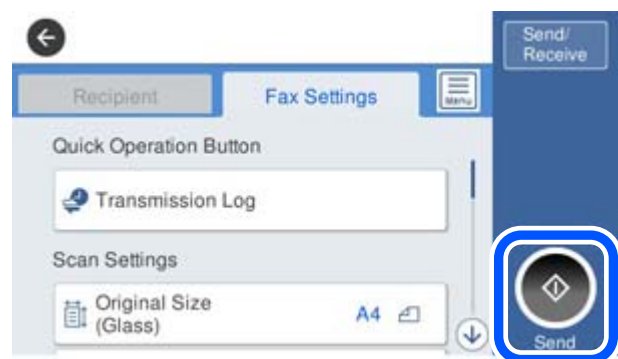 Send/
Receive
Recipient
Fax Settings
Menu
Quick Operation Button
Transmission Log
Scan Settings
Original Size
(Glass)
A4
Send